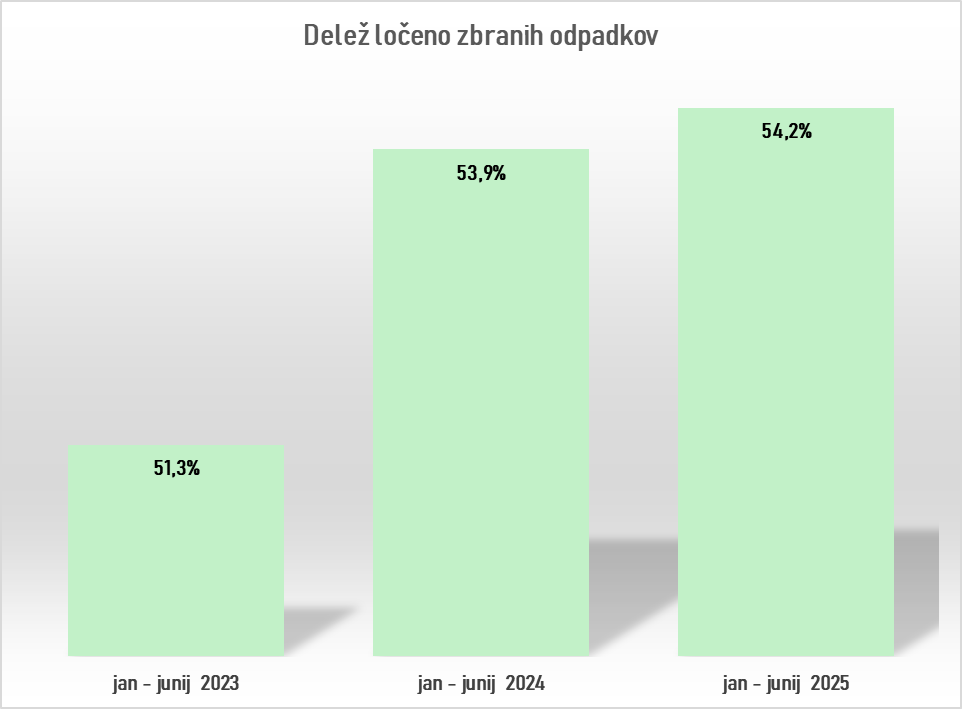 Delež ločeno zbranih odpadkov
54,2%
53,9%
51,3%
jan - junij 2023
jan - junij 2024
jan - junij 2025